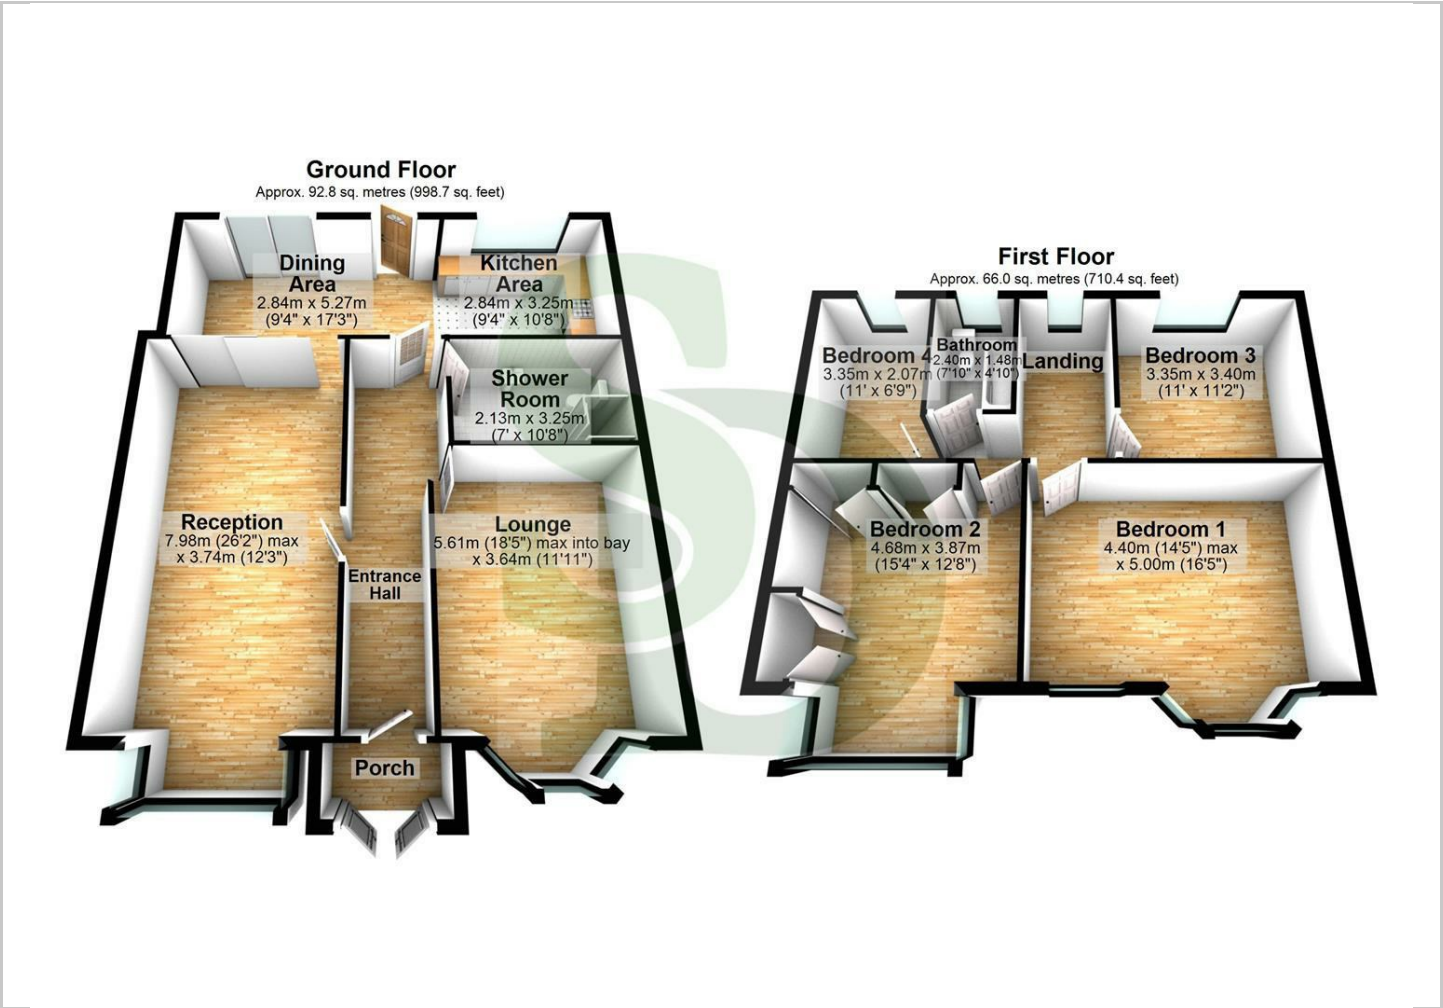 Ground Floor
Approx. 92.8 sq. metres (998.7 sq. feet)
Dining
Area
2.84m x 5.27m
(9'4" x 17'3")
Kitchen
Area
2.84m x 3.25m
(9'4" x 10'8")
Shower
Room
2.13m x 3.25m
(7' x 10'8")
Reception
7.98m (26'2") max
x 3.74m (12'3")
Lounge
5.61m (18'5") max into bay
x 3.64m (11'11")
Entrance
Hall
Porch
First Floor
Approx. 66.0 sq. metres (710.4 sq. feet)
Bedroom 4
3.35m x 2.07m
(11' x 6'9")
Bathroom
2.40m x 1.48m
(7'10" x 4'10")
Landing
Bedroom 3
3.35m x 3.40m
(11' x 11'2")
Bedroom 2
4.68m x 3.87m
(15'4" x 12'8")
Bedroom 1
4.40m (14'5") max
x 5.00m (16'5")